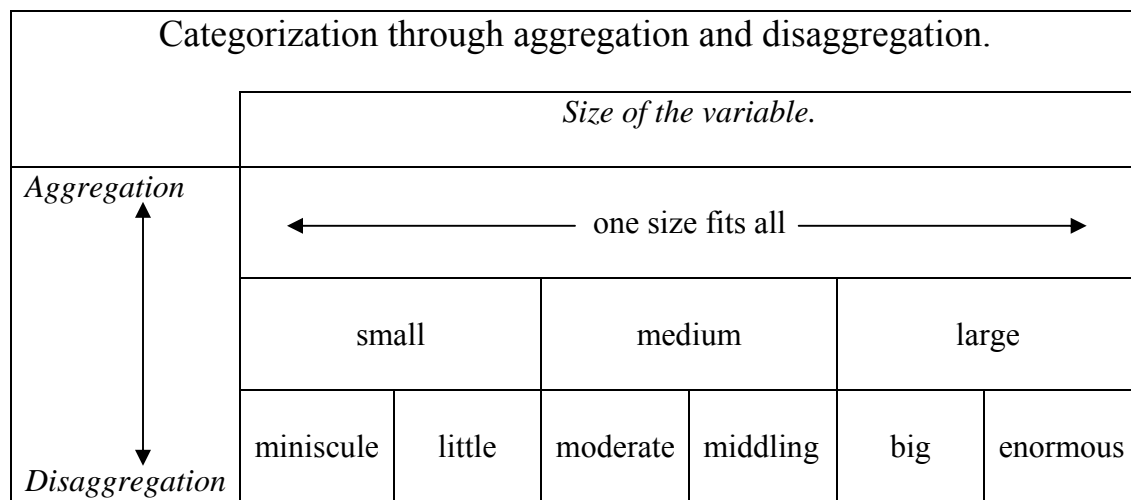 Categorization through aggregation and disaggregation.
Size of the variable.
Aggregation
one size fits all
small medium large
miniscule little moderate middling big enormous
Disaggregation